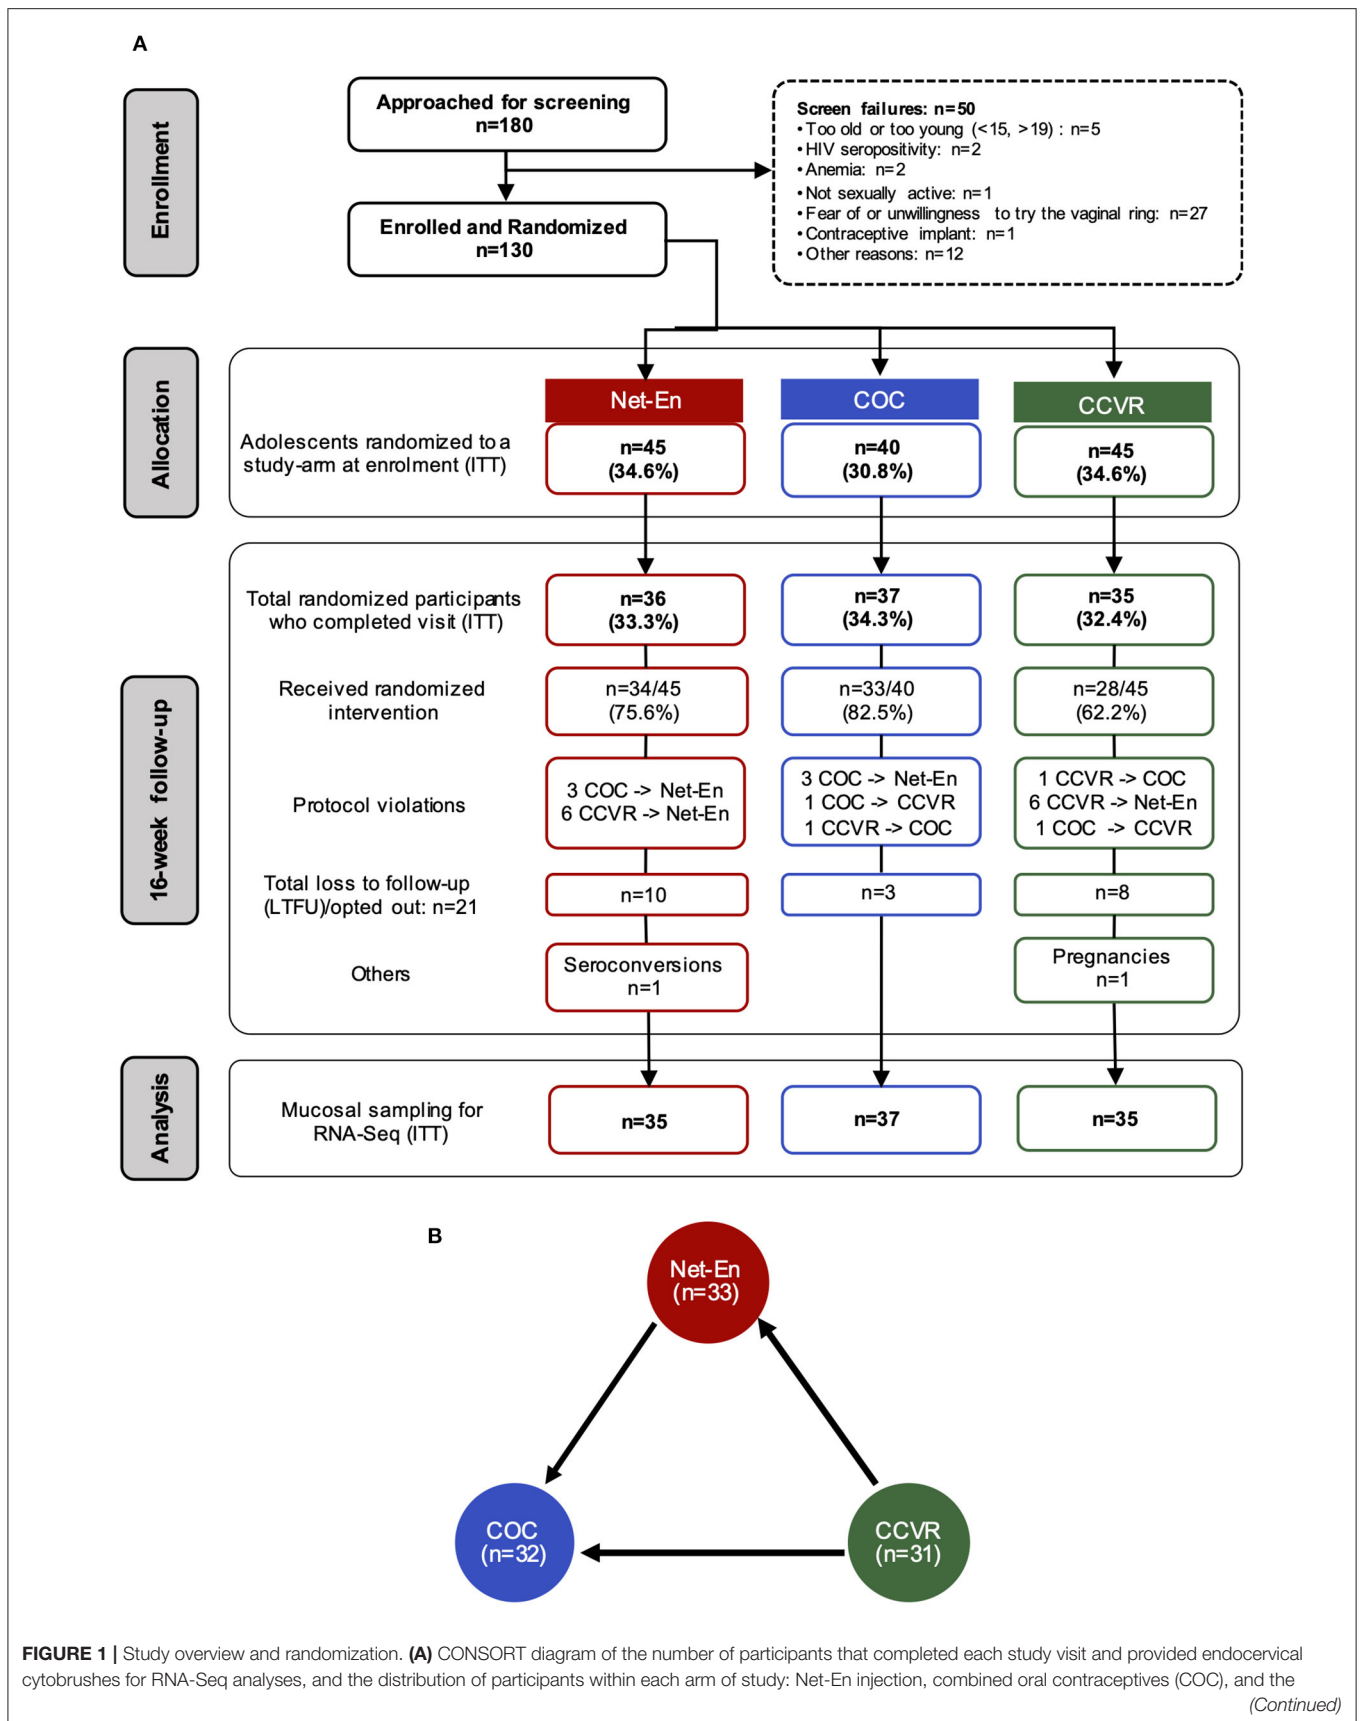 A
Enrollment
Approached for screening
n=180
Screen failures: n=50
•Too old or too young (<15, >19) : n=5
•HIV seropositivity: n=2
•Anemia: n=2
•Not sexually active: n=1
•Fear of or unwillingness to try the vaginal ring: n=27
•Contraceptive implant: n=1
•Other reasons: n=12
Enrolled and Randomized
n=130
Allocation
Net-En
COC
CCVR
Adolescents randomized to a
study-arm at enrolment (ITT)
n=45
(34.6%)
n=40
(30.8%)
n=45
(34.6%)
16-week follow-up
Total randomized participants
who completed visit (ITT)
n=36
(33.3%)
n=37
(34.3%)
n=35
(32.4%)
Received randomized
intervention
n=34/45
(75.6%)
n=33/40
(82.5%)
n=28/45
(62.2%)
Protocol violations
3 COC -> Net-En
6 CCVR -> Net-En
3 COC -> Net-En
1 COC -> CCVR
1 CCVR -> COC
1 CCVR -> COC
6 CCVR -> Net-En
1 COC -> CCVR
Total loss to follow-up
(LTFU)/opted out: n=21
n=10
n=3
n=8
Others
Seroconversions
n=1
Pregnancies
n=1
Analysis
Mucosal sampling for
RNA-Seq (ITT)
n=35
n=37
n=35
B
Net-En
(n=33)
COC
(n=32)
CCVR
(n=31)
FIGURE 1 | Study overview and randomization. (A) CONSORT diagram of the number of participants that completed each study visit and provided endocervical
cytobrushes for RNA-Seq analyses, and the distribution of participants within each arm of study: Net-En injection, combined oral contraceptives (COC), and the
(Continued)